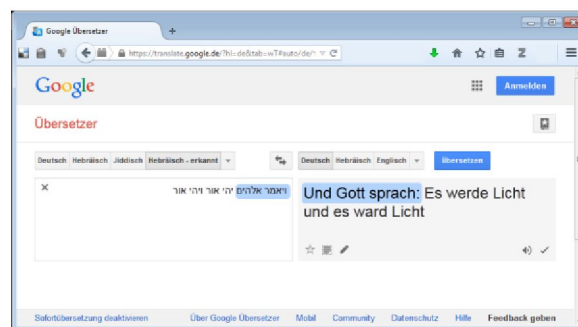 Google Übersetzer
https://translate.google.de/?hl=de&tab=wT#auto/de/
Google
Anmelden
Übersetzer
Deutsch Hebräisch Jiddisch Hebräisch - erkannt
Deutsch Hebräisch Englisch Übersetzen
ויאמר אלהים יהי אור ויהי אור
Und Gott sprach: Es werde Licht
und es ward Licht
Sofortübersetzung deaktivieren Über Google Übersetzer Mobil Community Datenschutz Hilfe Feedback geben